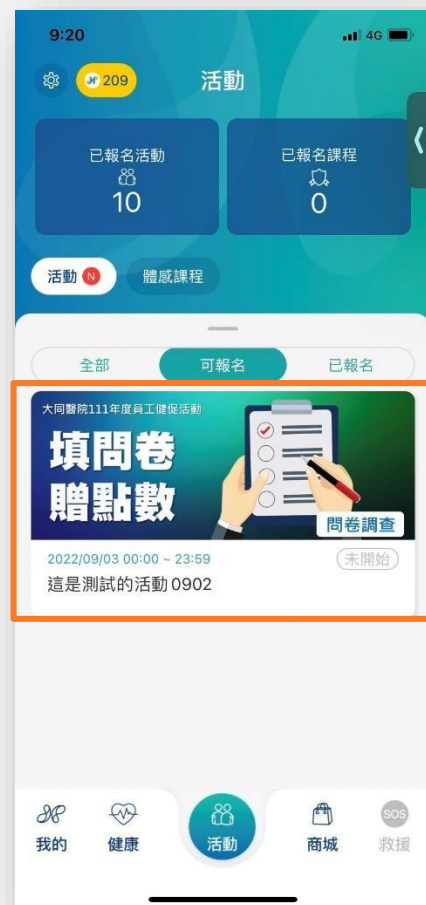 9:20
4G
209
活動
已報名活動
10
已報名課程
0
活動 N
體感課程
全部
可報名
已報名
大同醫院111年度員工健促活動
填問卷
贈點數
問卷調查
2022/09/03 00:00 ~ 23:59
未開始
這是測試的活動0902
我的
健康
活動
商城
SOS
救援